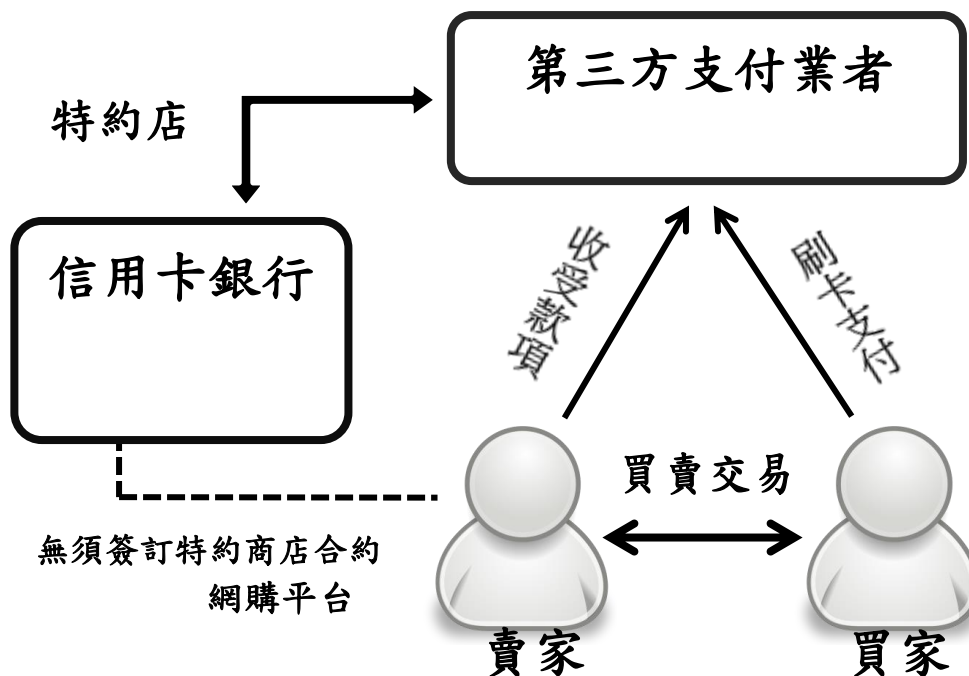 第三方支付業者
特約店
信用卡銀行
收受款項
刷卡支付
買賣交易
無須簽訂特約商店合約
網購平台
賣家
買家